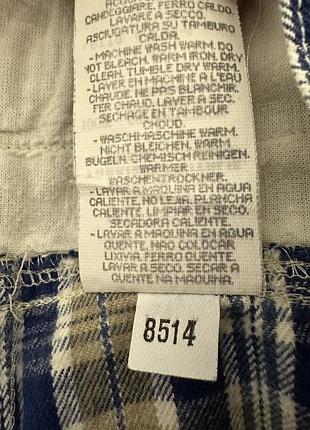 ACQUA
CANDEGGIARE. FERRO CALDO.
LAVARE A SECCO.
ASCIUGATURA SU TAMBURO
CALDA.
- MACHINE WASH WARM. DO
NOT BLEACH. WARM IRON. DRY
CLEAN. TUMBLE DRY WARM.
- LAVER EN MACHINE A L'EAU
CHAUDE. NE PAS BLANCHIR.
FER CHAUD. LAVER A SEC.
SECHAGE EN TAMBOUR
CHOUD.
- WASCHMASCHINE WARM.
NICHT BLEICHEN. WARM
BUGELN. CHEMISCH REINIGEN.
WARMER
WASCHENTROCKNER.
- LAVAR A MAQUINA EN AGUA
CALIENTE. NO LEJIA. PLANCHA
CALIENTE. LIMPIAR EN SECO.
SECADORA CALIENTE.
- LAVAR A MAQUINA EN AGUA
QUENTE. NÃO COLOCAR
LIXIVIA. FERRO QUENTE.
LAVAR A SECO. SECAR A
QUENTE NA MAQUINA.
8514